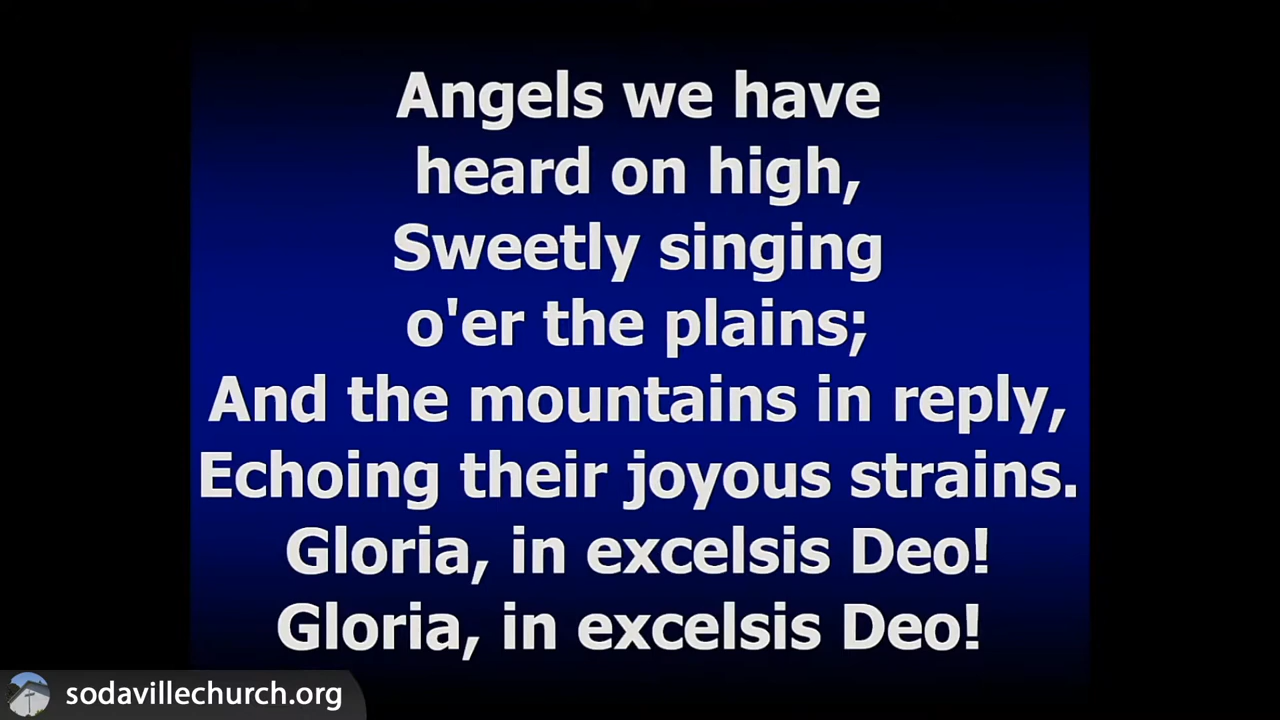 Angels we have
heard on high,
Sweetly singing
o'er the plains;
And the mountains in reply,
Echoing their joyous strains.
Gloria, in excelsis Deo!
Gloria, in excelsis Deo!
sodavillechurch.org